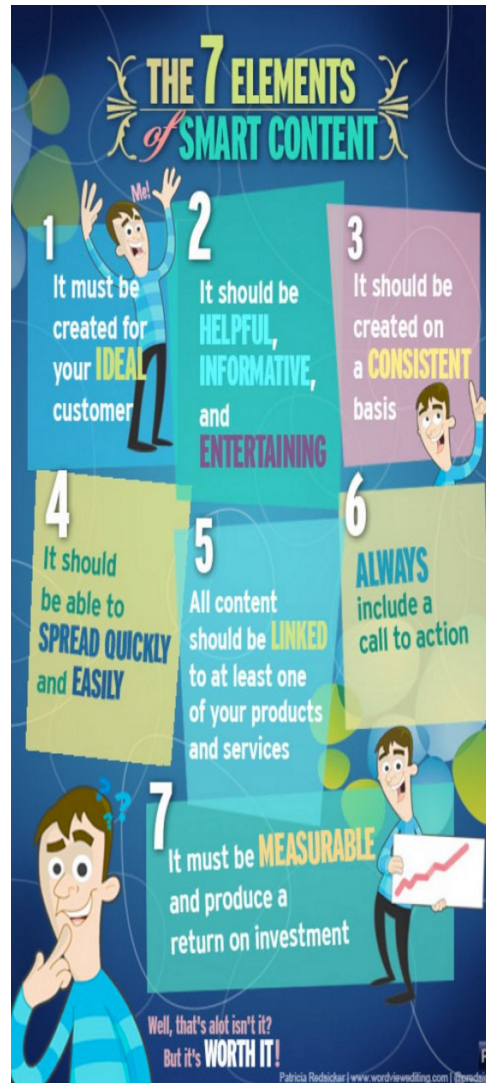 THE 7 ELEMENTS
of SMART CONTENT
Me!
1
It must be
created for
your IDEAL
customer
2
It should be
HELPFUL,
INFORMATIVE,
and
ENTERTAINING
3
It should be
created on
a CONSISTENT
basis
4
It should
be able to
SPREAD QUICKLY
and EASILY
5
All content
should be LINKED
to at least one
of your products
and services
6
ALWAYS
include a
call to action
???
7
It must be MEASURABLE
and produce a
return on investment
Well, that's alot isn't it?
But it's WORTH IT!
Patricia Redsicker | www.wordviewediting.com |